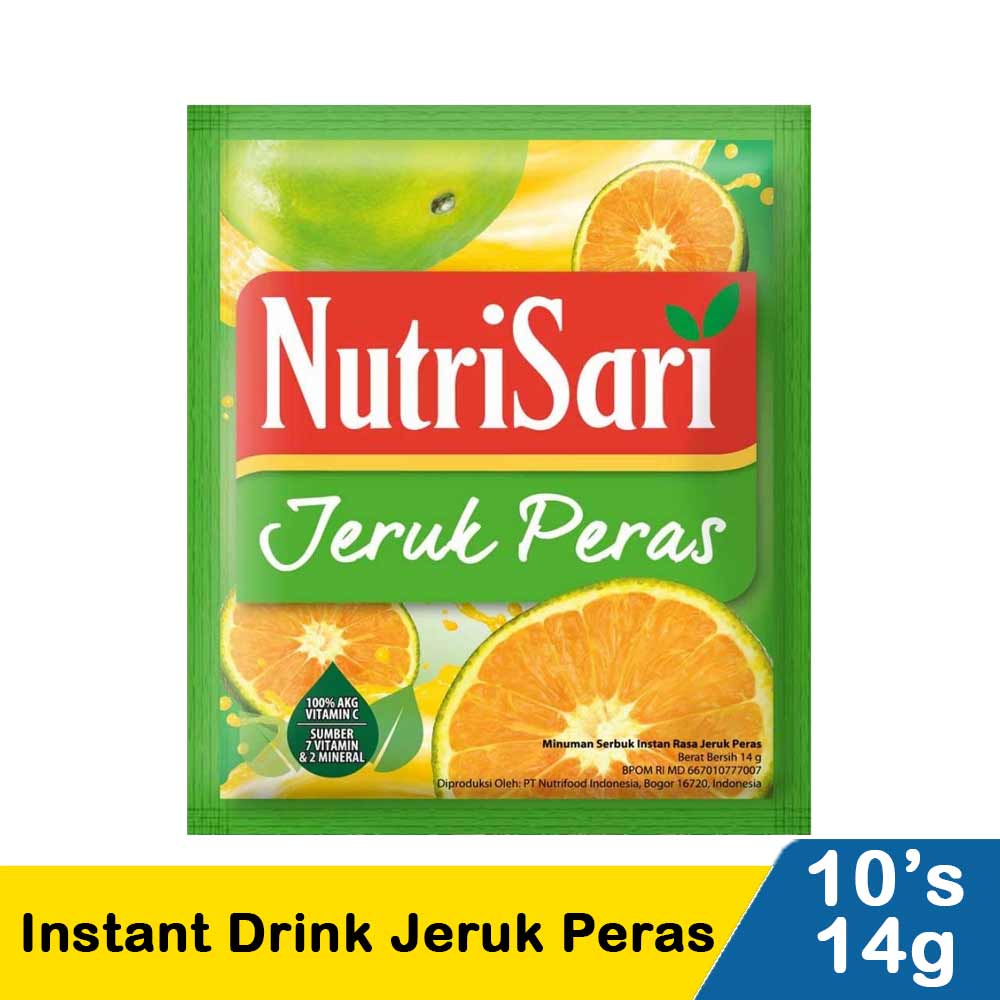 NutriSari
Jeruk Peras
100% AKG
VITAMIN C
SUMBER
7 VITAMIN
& 2 MINERAL
Minuman Serbuk Instan Rasa Jeruk Peras
Berat Bersih 14 g
BPOM RI MD 667010777007
Diproduksi Oleh: PT Nutrifood Indonesia, Bogor 16720, Indonesia
Instant Drink Jeruk Peras
10’s
14g